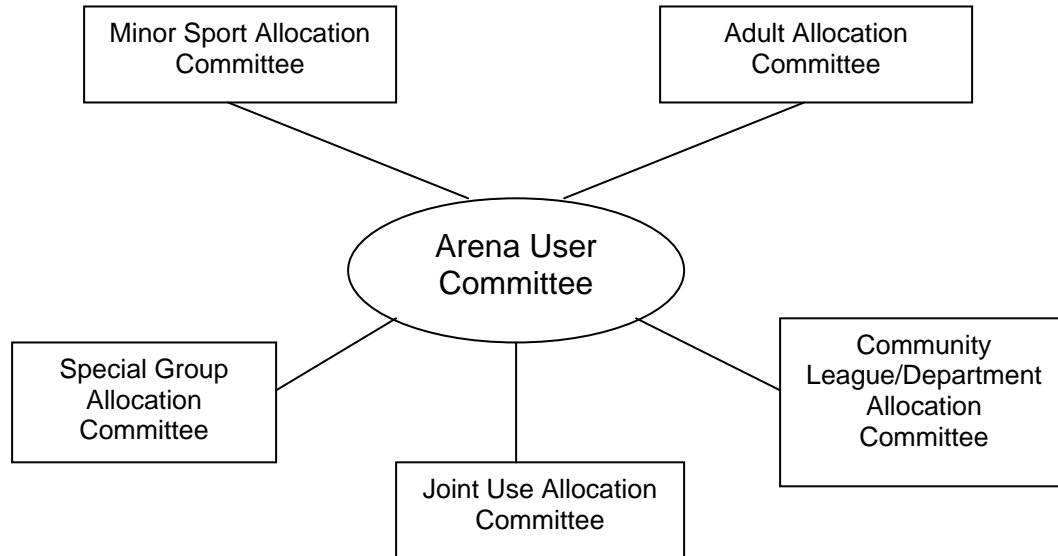 Minor Sport Allocation
Committee
Adult Allocation
Committee
Arena User
Committee
Special Group
Allocation
Committee
Community
League/Department
Allocation
Committee
Joint Use Allocation
Committee